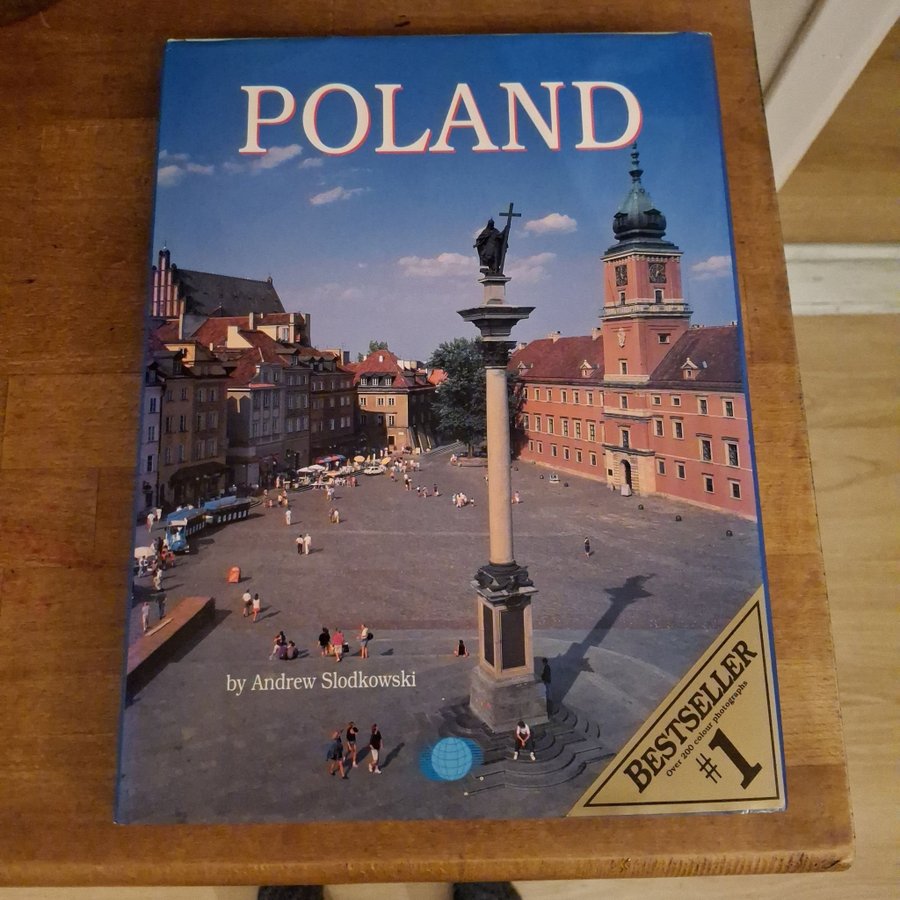 POLAND
by Andrew Slodkowski
BESTSELLER
Over 200 colour photographs
#1